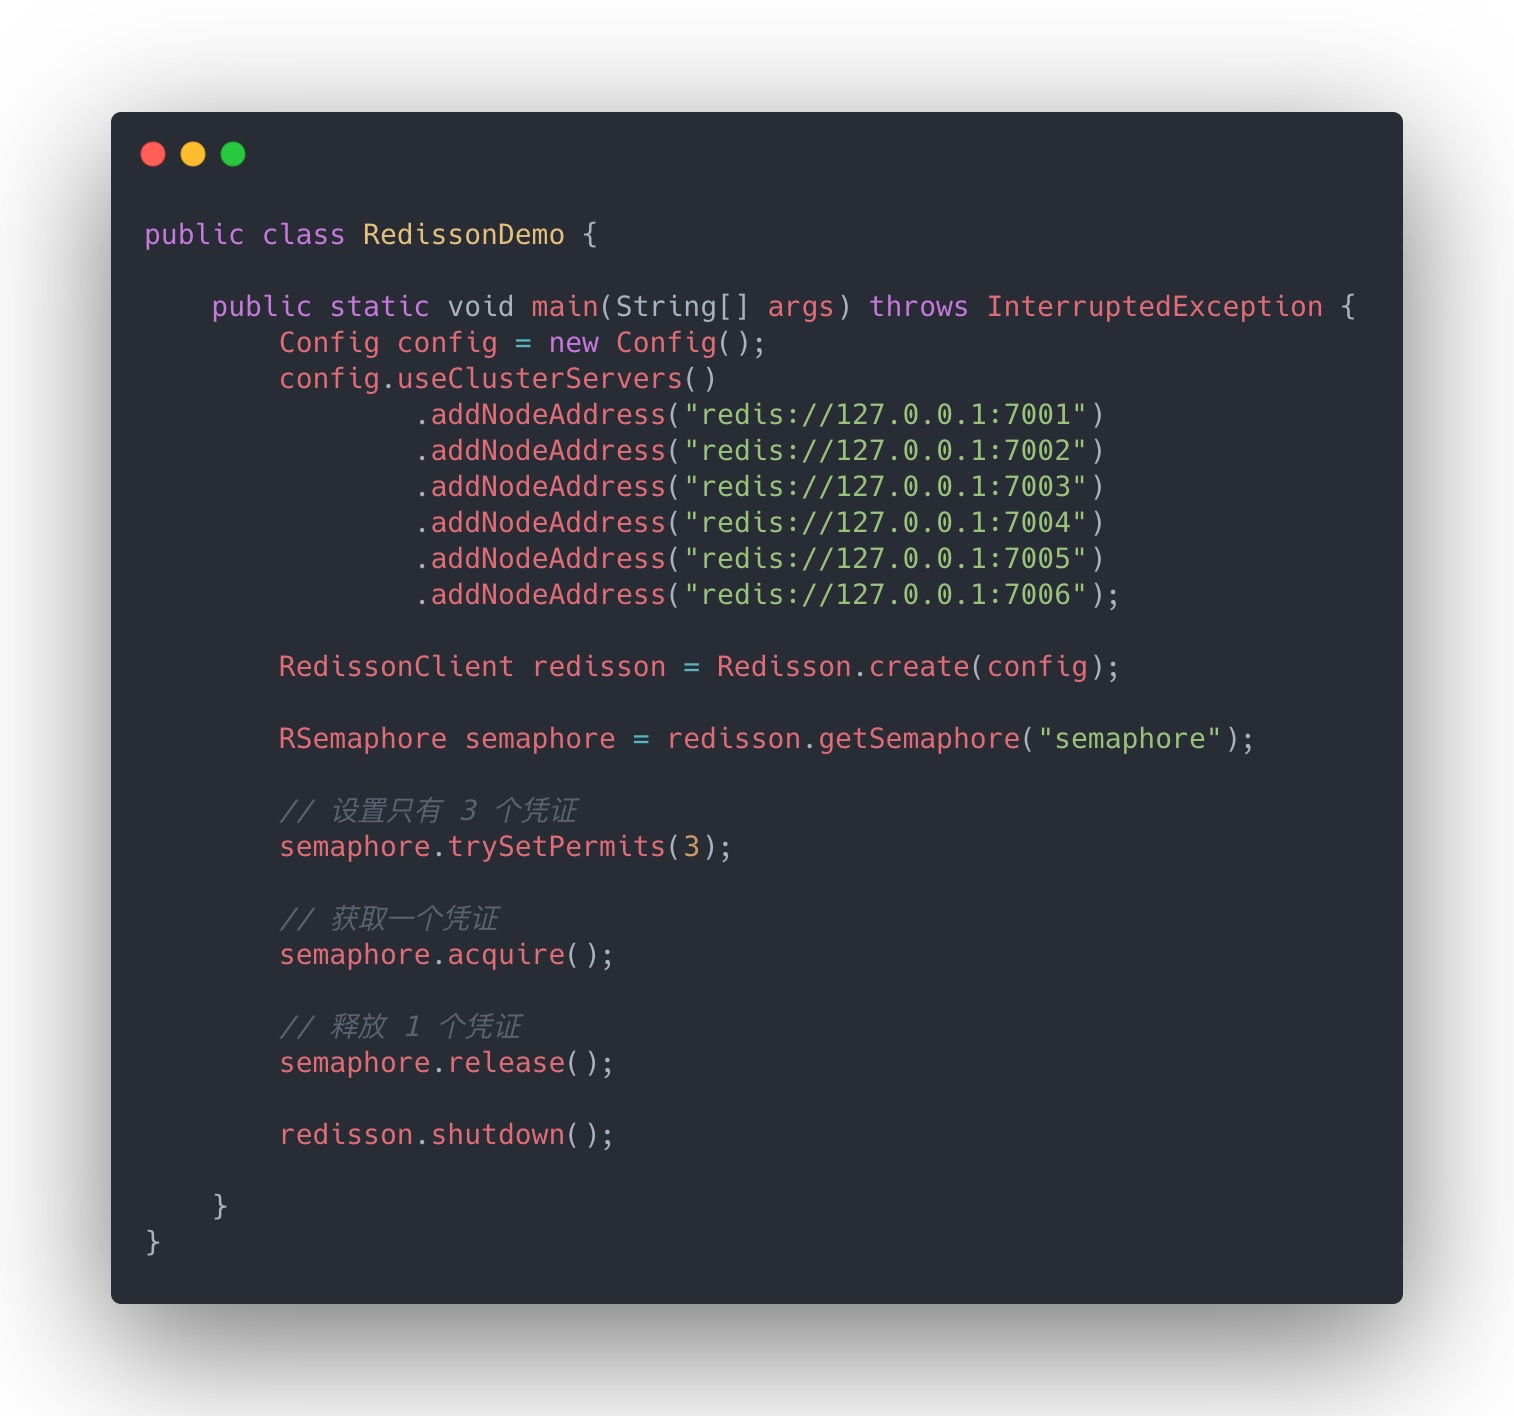 public class RedissonDemo {
    public static void main(String[] args) throws InterruptedException {
        Config config = new Config();
        config.useClusterServers()
                .addNodeAddress("redis://127.0.0.1:7001")
                .addNodeAddress("redis://127.0.0.1:7002")
                .addNodeAddress("redis://127.0.0.1:7003")
                .addNodeAddress("redis://127.0.0.1:7004")
                .addNodeAddress("redis://127.0.0.1:7005")
                .addNodeAddress("redis://127.0.0.1:7006");
        RedissonClient redisson = Redisson.create(config);
        RSemaphore semaphore = redisson.getSemaphore("semaphore");
        // 设置只有 3 个凭证
        semaphore.trySetPermits(3);
        // 获取一个凭证
        semaphore.acquire();
        // 释放 1 个凭证
        semaphore.release();
        redisson.shutdown();
    }
}